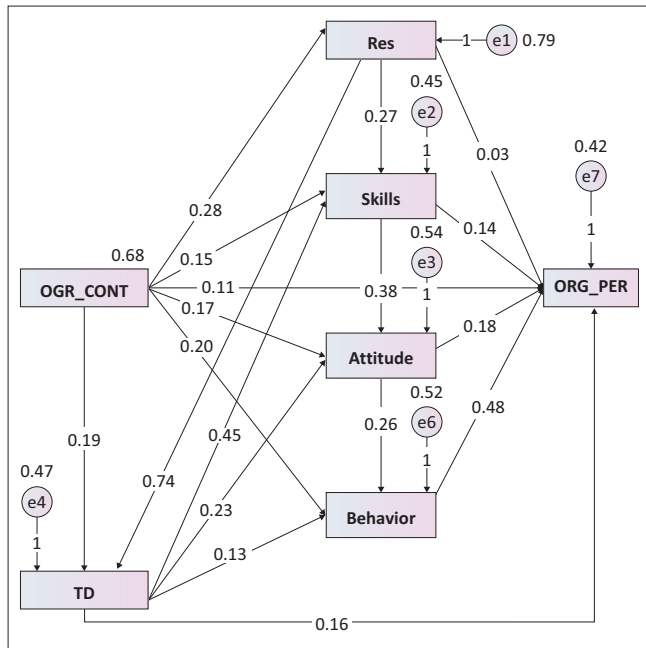 Res
1
e1
0.79
0.45
e2
1
0.27
0.03
0.42
e7
1
0.28
Skills
0.14
0.68
0.15
0.54
e3
OGR_CONT
0.11
ORG_PER
0.17
0.38
1
0.18
0.20
Attitude
0.52
e6
0.26
0.48
0.19
0.45
1
0.47
e4
0.74
0.23
Behavior
1
0.13
TD
0.16